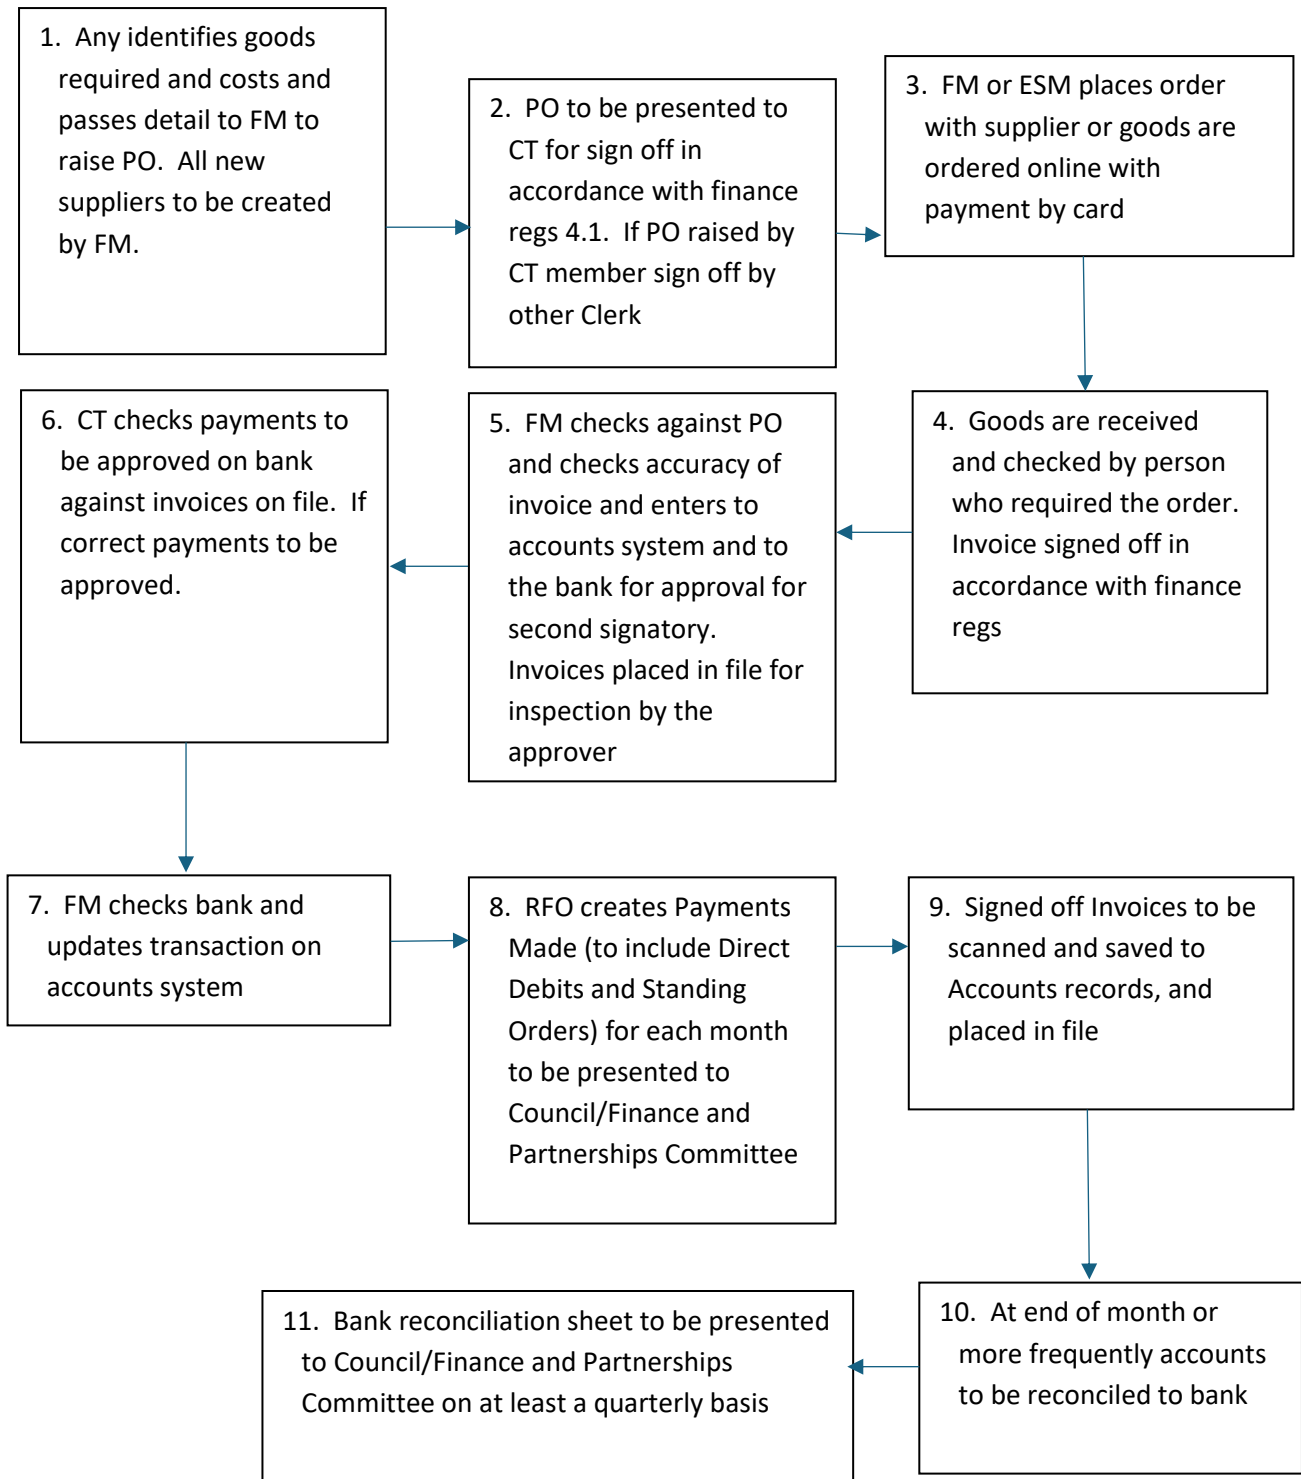 1. Any identifies goods
required and costs and
passes detail to FM to
raise PO. All new
suppliers to be created
by FM.
2. PO to be presented to
CT for sign off in
accordance with finance
regs 4.1. If PO raised by
CT member sign off by
other Clerk
3. FM or ESM places order
with supplier or goods are
ordered online with
payment by card
4. Goods are received
and checked by person
who required the order.
Invoice signed off in
accordance with finance
regs
5. FM checks against PO
and checks accuracy of
invoice and enters to
accounts system and to
the bank for approval for
second signatory.
Invoices placed in file for
inspection by the
approver
6. CT checks payments to
be approved on bank
against invoices on file. If
correct payments to be
approved.
7. FM checks bank and
updates transaction on
accounts system
8. RFO creates Payments
Made (to include Direct
Debits and Standing
Orders) for each month
to be presented to
Council/Finance and
Partnerships Committee
9. Signed off Invoices to be
scanned and saved to
Accounts records, and
placed in file
10. At end of month or
more frequently accounts
to be reconciled to bank
11. Bank reconciliation sheet to be presented
to Council/Finance and Partnerships
Committee on at least a quarterly basis